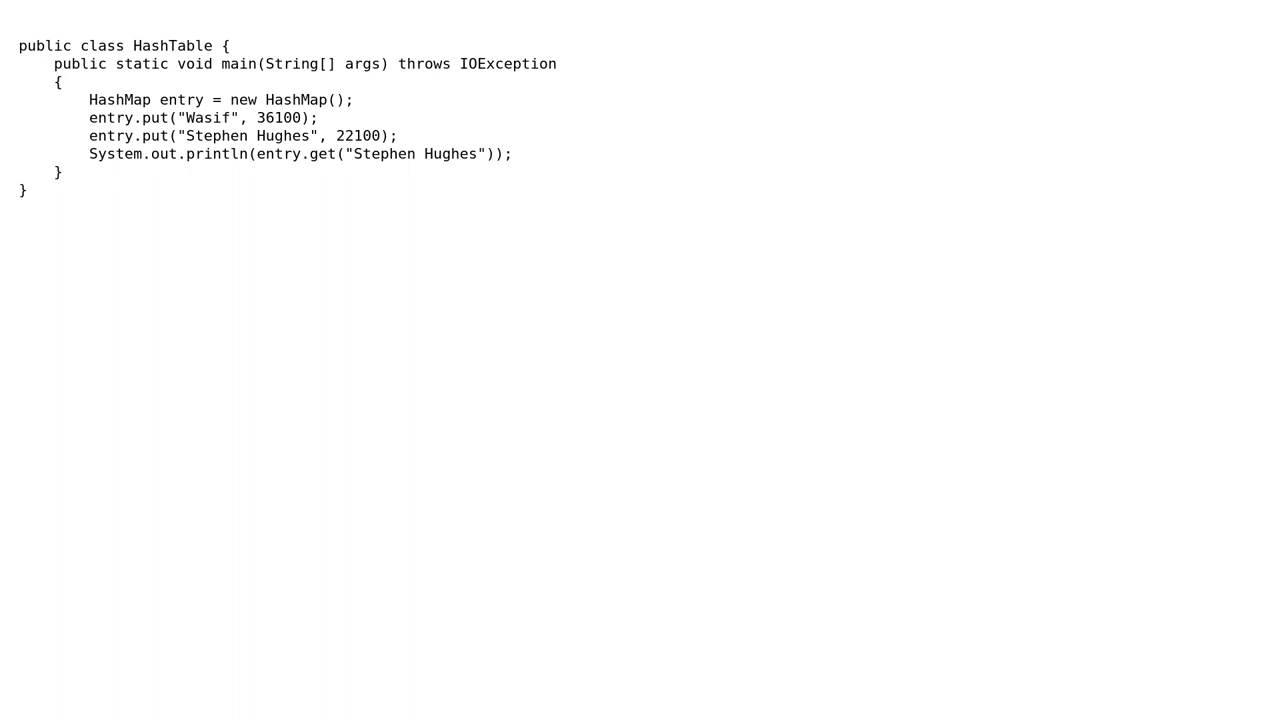 public class HashTable {
    public static void main(String[] args) throws IOException
    {
        HashMap entry = new HashMap();
        entry.put("Wasif", 36100);
        entry.put("Stephen Hughes", 22100);
        System.out.println(entry.get("Stephen Hughes"));
    }
}